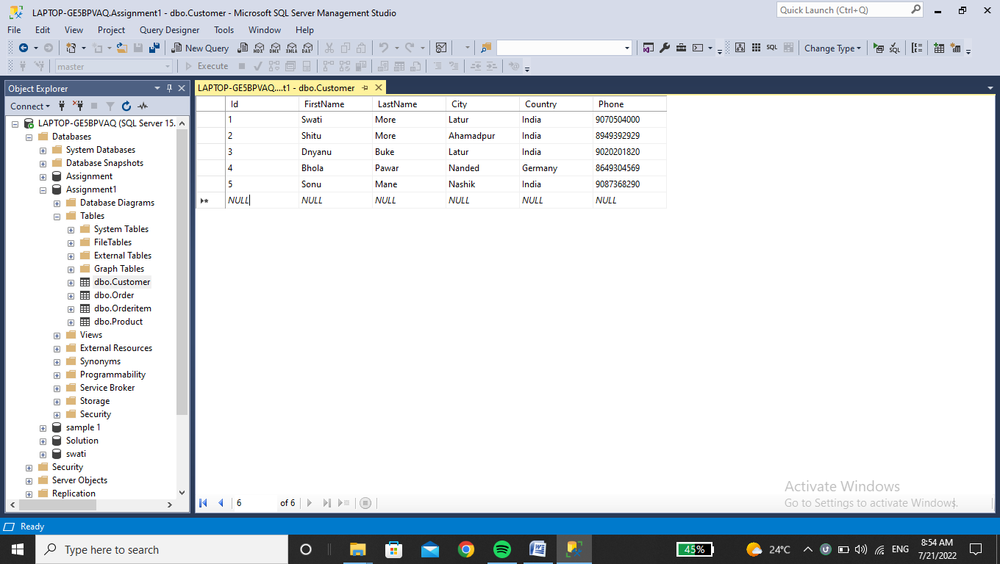 LAPTOP-GE5BPVAQ.Assignment1 - dbo.Customer - Microsoft SQL Server Management Studio
Quick Launch (Ctrl+Q)
File Edit View Project Query Designer Tools Window Help
New Query MDX DMX XMLA DAX SQL Change Type SQL
master Execute
Object Explorer
LAPTOP-GE5BPVAQ....t1 - dbo.Customer
Connect
LAPTOP-GE5BPVAQ (SQL Server 15.
Databases
System Databases
Database Snapshots
Assignment
Assignment1
Database Diagrams
Tables
System Tables
FileTables
External Tables
Graph Tables
dbo.Customer
dbo.Order
dbo.Orderitem
dbo.Product
Views
External Resources
Synonyms
Programmability
Service Broker
Storage
Security
sample 1
Solution
swati
Security
Server Objects
Replication
Id FirstName LastName City Country Phone
1 Swati More Latur India 9070504000
2 Shitu More Ahamadpur India 8949392929
3 Dnyanu Buke Latur India 9020201820
4 Bhola Pawar Nanded Germany 8649304569
5 Sonu Mane Nashik India 9087368290
NULL NULL NULL NULL NULL NULL
6 of 6
Activate Windows
Go to Settings to activate Windows.
Ready
Type here to search
45%
24°C
ENG
8:54 AM
7/21/2022